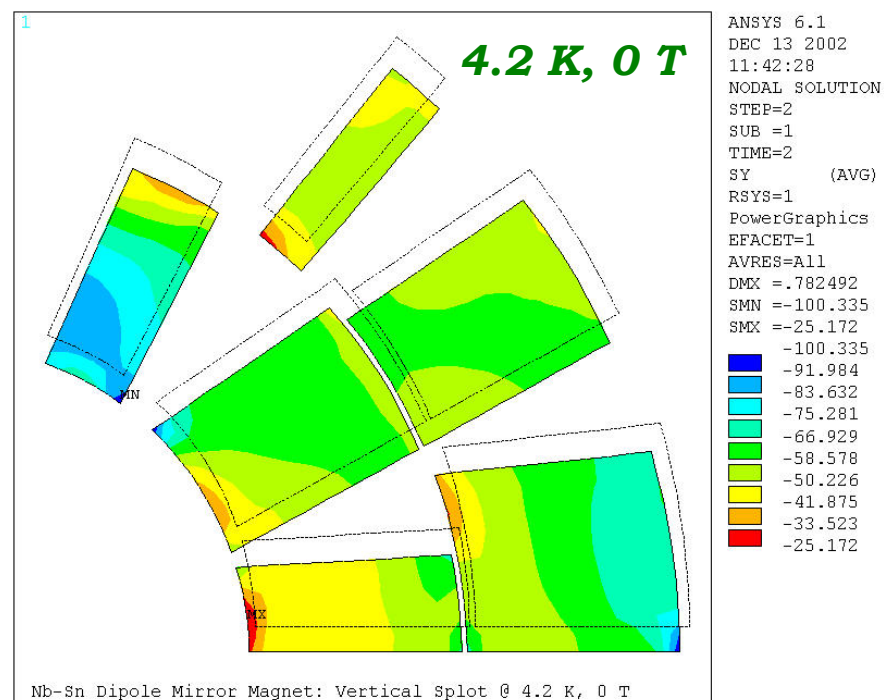 1
4.2 K, 0 T
MN
MX
Nb-Sn Dipole Mirror Magnet: Vertical Splot @ 4.2 K, 0 T
ANSYS 6.1
DEC 13 2002
11:42:28
NODAL SOLUTION
STEP=2
SUB =1
TIME=2
SY (AVG)
RSYS=1
PowerGraphics
EFACET=1
AVRES=All
DMX =.782492
SMN =-100.335
SMX =-25.172
-100.335
-91.984
-83.632
-75.281
-66.929
-58.578
-50.226
-41.875
-33.523
-25.172